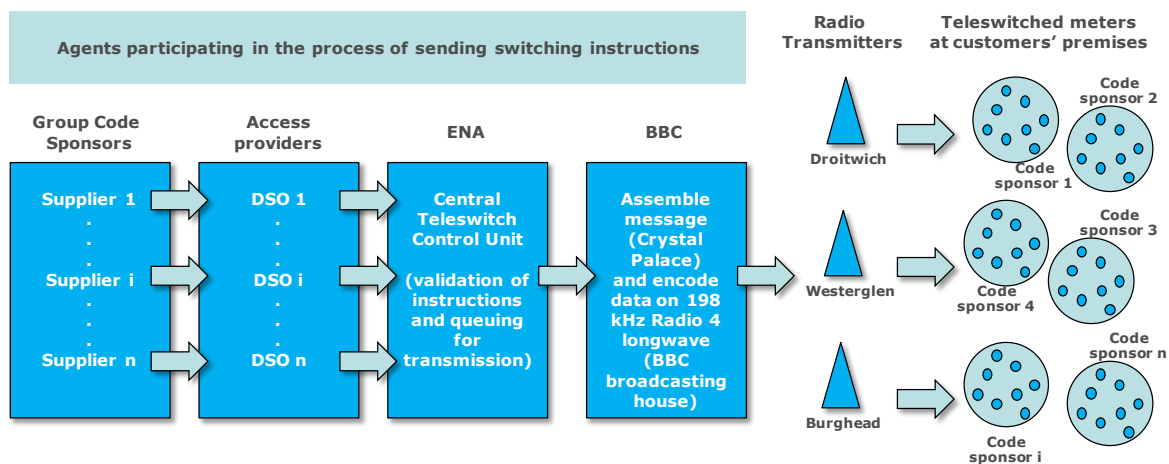 Agents participating in the process of sending switching instructions
Radio
Transmitters
Teleswitched meters
at customers’ premises
Group Code
Sponsors
Access
providers
ENA
BBC
Supplier 1
.
.
.
Supplier i
.
.
.
Supplier n
DSO 1
.
.
.
DSO i
.
.
.
DSO n
Central
Teleswitch
Control Unit
(validation of
instructions
and queuing
for
transmission)
Assemble
message
(Crystal
Palace)
and encode
data on 198
kHz Radio 4
longwave
(BBC
broadcasting
house)
Droitwich
Westerglen
Burghead
Code
sponsor 2
Code
sponsor 1
Code
sponsor 3
Code
sponsor 4
Code
sponsor n
Code
sponsor i